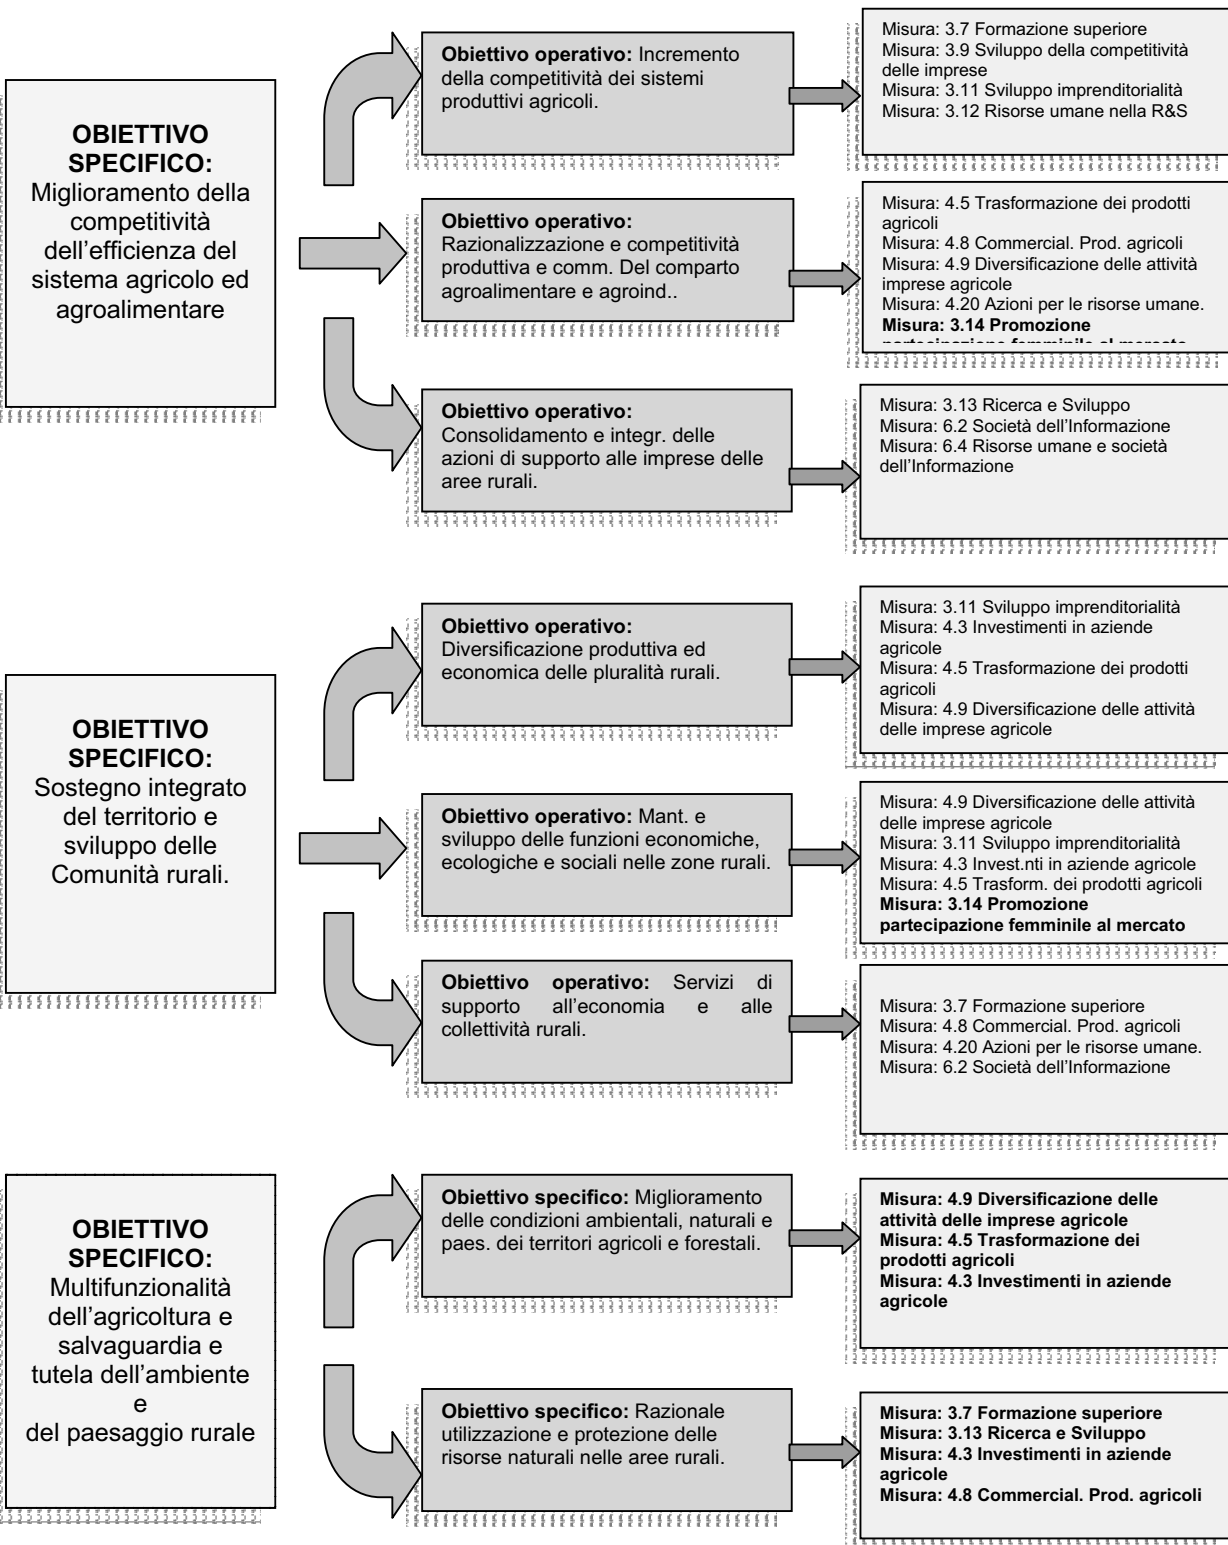 OBIETTIVO
SPECIFICO:
Miglioramento della
competitività
dell'efficienza del
sistema agricolo ed
agroalimentare
Obiettivo operativo: Incremento
della competitività dei sistemi
produttivi agricoli.
Misura: 3.7 Formazione superiore
Misura: 3.9 Sviluppo della competitività
delle imprese
Misura: 3.11 Sviluppo imprenditorialità
Misura: 3.12 Risorse umane nella R&S
Obiettivo operativo:
Razionalizzazione e competitività
produttiva e comm. Del comparto
agroalimentare e agroind..
Misura: 4.5 Trasformazione dei prodotti
agricoli
Misura: 4.8 Commercial. Prod. agricoli
Misura: 4.9 Diversificazione delle attività
imprese agricole
Misura: 4.20 Azioni per le risorse umane.
Misura: 3.14 Promozione
partecipazione femminile al mercato
Obiettivo operativo:
Consolidamento e integr. delle
azioni di supporto alle imprese delle
aree rurali.
Misura: 3.13 Ricerca e Sviluppo
Misura: 6.2 Società dell'Informazione
Misura: 6.4 Risorse umane e società
dell'Informazione
OBIETTIVO
SPECIFICO:
Sostegno integrato
del territorio e
sviluppo delle
Comunità rurali.
Obiettivo operativo:
Diversificazione produttiva ed
economica delle pluralità rurali.
Misura: 3.11 Sviluppo imprenditorialità
Misura: 4.3 Investimenti in aziende
agricole
Misura: 4.5 Trasformazione dei prodotti
agricoli
Misura: 4.9 Diversificazione delle attività
delle imprese agricole
Obiettivo operativo: Mant. e
sviluppo delle funzioni economiche,
ecologiche e sociali nelle zone rurali.
Misura: 4.9 Diversificazione delle attività
delle imprese agricole
Misura: 3.11 Sviluppo imprenditorialità
Misura: 4.3 Invest.nti in aziende agricole
Misura: 4.5 Trasform. dei prodotti agricoli
Misura: 3.14 Promozione
partecipazione femminile al mercato
Obiettivo operativo: Servizi di
supporto all'economia e alle
collettività rurali.
Misura: 3.7 Formazione superiore
Misura: 4.8 Commercial. Prod. agricoli
Misura: 4.20 Azioni per le risorse umane.
Misura: 6.2 Società dell'Informazione
OBIETTIVO
SPECIFICO:
Multifunzionalità
dell'agricoltura e
salvaguardia e
tutela dell'ambiente
e
del paesaggio rurale
Obiettivo specifico: Miglioramento
delle condizioni ambientali, naturali e
paes. dei territori agricoli e forestali.
Misura: 4.9 Diversificazione delle
attività delle imprese agricole
Misura: 4.5 Trasformazione dei
prodotti agricoli
Misura: 4.3 Investimenti in aziende
agricole
Obiettivo specifico: Razionale
utilizzazione e protezione delle
risorse naturali nelle aree rurali.
Misura: 3.7 Formazione superiore
Misura: 3.13 Ricerca e Sviluppo
Misura: 4.3 Investimenti in aziende
agricole
Misura: 4.8 Commercial. Prod. agricoli